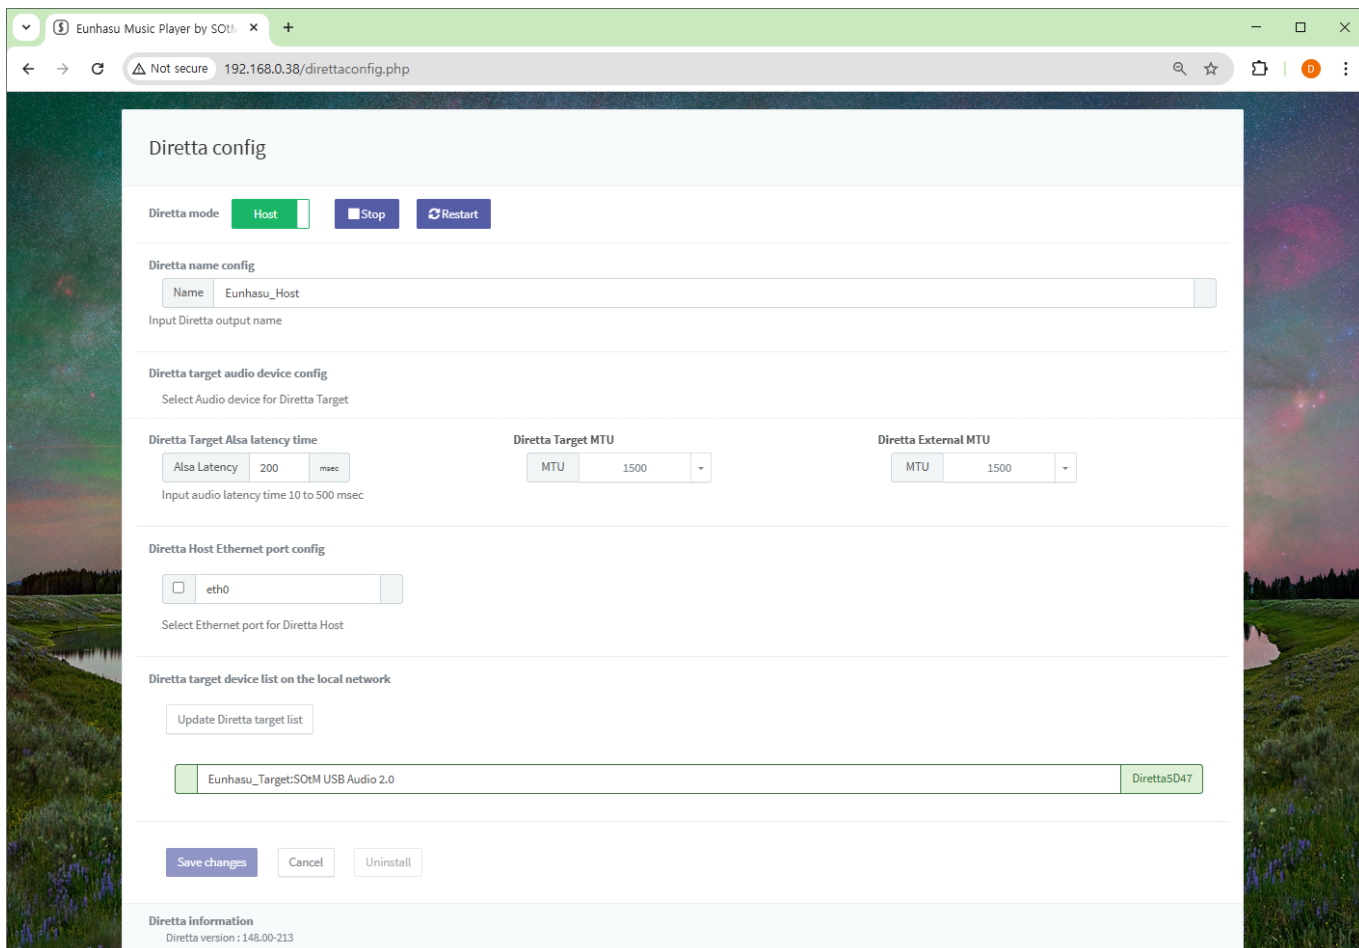 Eunhasu Music Player by SOtM
Not secure 192.168.0.38/direttaconfig.php
D
Diretta config
Diretta mode Host Stop Restart
Diretta name config
Name Eunhasu_Host
Input Diretta output name
Diretta target audio device config
Select Audio device for Diretta Target
Diretta Target Alsa latency time Diretta Target MTU Diretta External MTU
Alsa Latency 200 msec MTU 1500 MTU 1500
Input audio latency time 10 to 500 msec
Diretta Host Ethernet port config
eth0
Select Ethernet port for Diretta Host
Diretta target device list on the local network
Update Diretta target list
Eunhasu_Target:SOtM USB Audio 2.0 Diretta5D47
Save changes Cancel Uninstall
Diretta information
Diretta version : 148.00-213